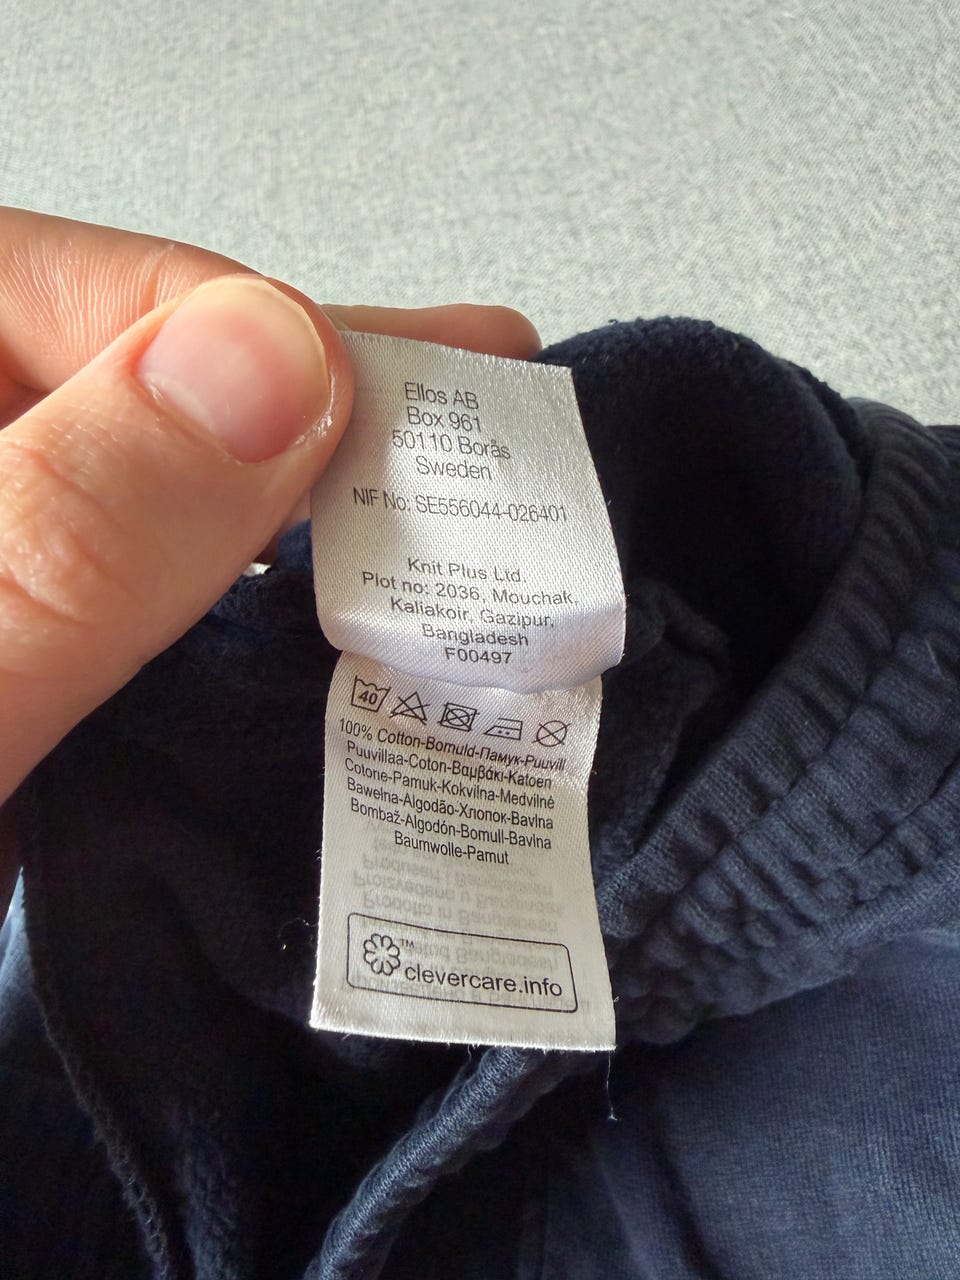 Ellos AB
Box 961
50110 Borås
Sweden
NIF No: SE556044-026401
Knit Plus Ltd.
Plot no: 2036, Mouchak,
Kaliakoir, Gazipur,
Bangladesh
F00497
40
100% Cotton-Bomuld-Памук-Puuvill
Puuvillaa-Coton-Βαμβάκι-Katoen
Cotone-Pamuk-Kokvilna-Medvilnė
Bawełna-Algodão-Хлопок-Bavlna
Bombaž-Algodón-Bomull-Bavlna
Baumwolle-Pamut
™
clevercare.info